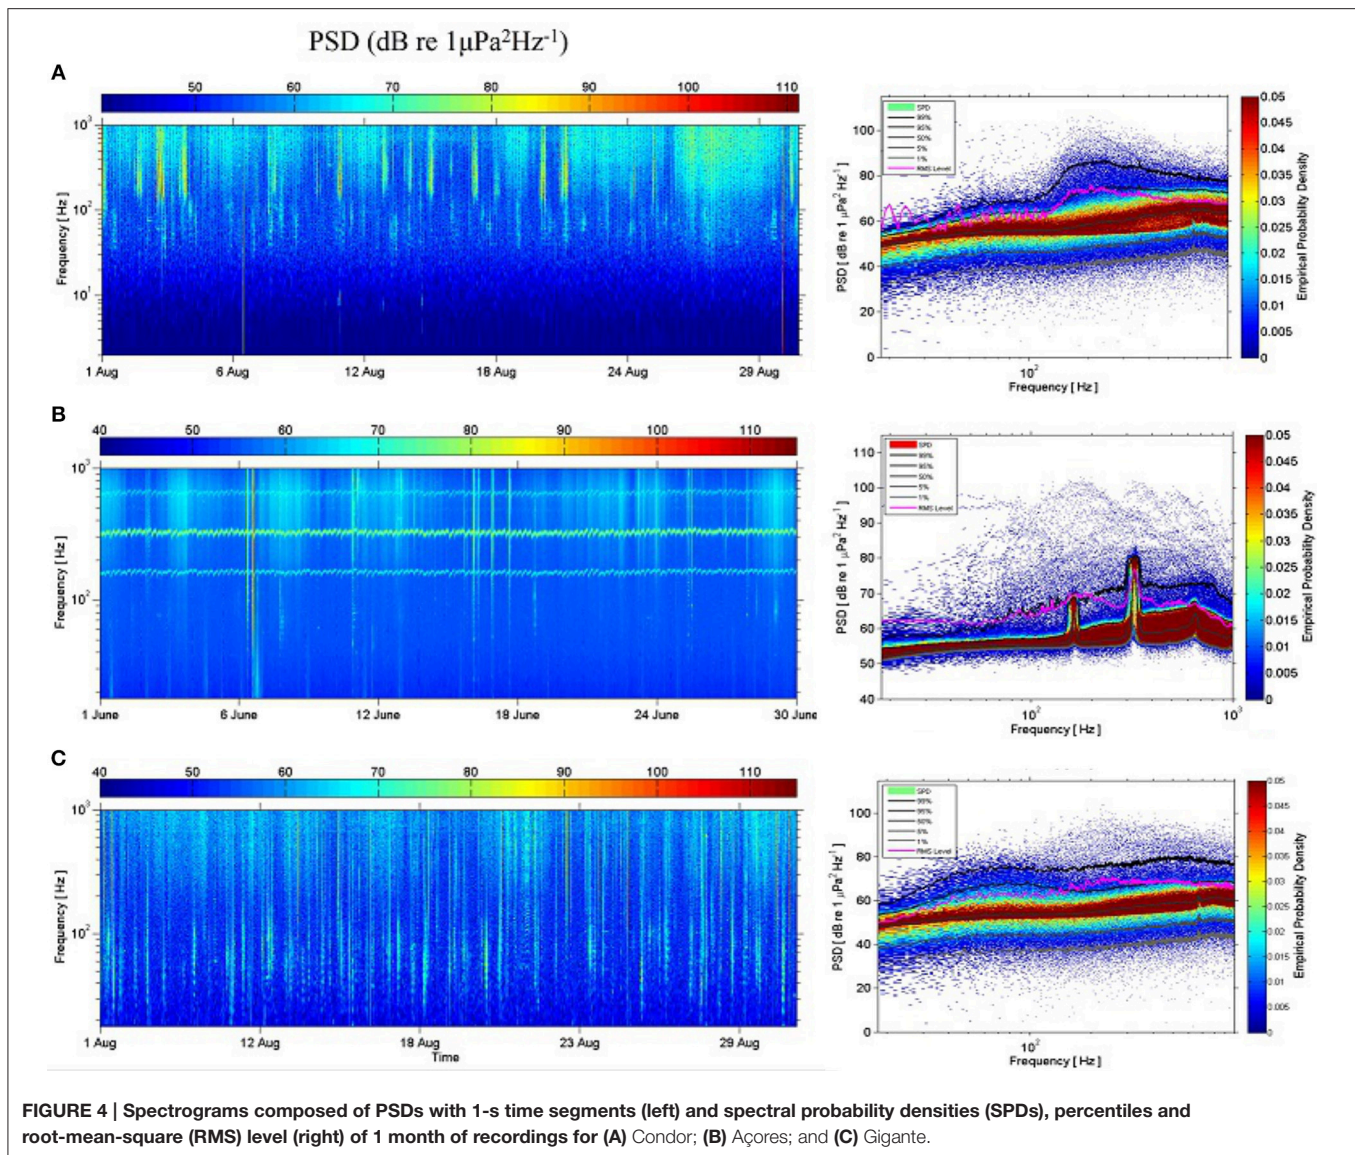 PSD (dB re 1µPa²Hz⁻¹)
A
50 60 70 80 90 100 110
10³
10²
10¹
Frequency [ Hz ]
1 Aug 6 Aug 12 Aug 18 Aug 24 Aug 29 Aug
SPD
99%
95%
50%
5%
1%
RMS Level
100
80
60
40
20
0
PSD [ dB re 1 µPa² Hz⁻¹ ]
10²
Frequency [ Hz ]
0.05
0.045
0.04
0.035
0.03
0.025
0.02
0.015
0.01
0.005
0
Empirical Probability Density
B
40 50 60 70 80 90 100 110
10³
10²
Frequency [ Hz ]
1 June 6 June 12 June 18 June 24 June 30 June
SPD
99%
95%
50%
5%
1%
RMS Level
110
100
90
80
70
60
50
40
PSD [ dB re 1 µPa² Hz⁻¹ ]
10² 10³
Frequency [ Hz ]
0.05
0.045
0.04
0.035
0.03
0.025
0.02
0.015
0.01
0.005
0
Empirical Probability Density
C
40 50 60 70 80 90 100 110
10³
10²
Frequency [ Hz ]
1 Aug 12 Aug 18 Aug 23 Aug 29 Aug
Time
SPD
99%
95%
50%
5%
1%
RMS Level
100
80
60
40
20
0
PSD [ dB re 1 µPa² Hz⁻¹ ]
10²
Frequency [ Hz ]
0.05
0.045
0.04
0.035
0.03
0.025
0.02
0.015
0.01
0.005
0
Empirical Probability Density
FIGURE 4 | Spectrograms composed of PSDs with 1-s time segments (left) and spectral probability densities (SPDs), percentiles and
root-mean-square (RMS) level (right) of 1 month of recordings for (A) Condor; (B) Açores; and (C) Gigante.